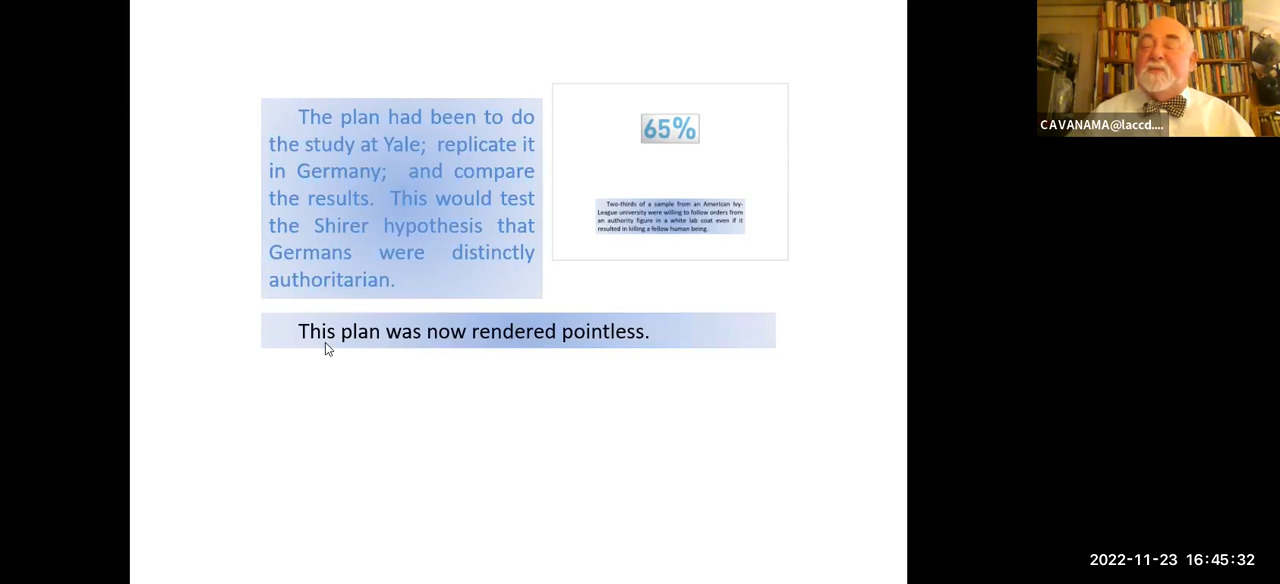 The plan had been to do
the study at Yale; replicate it
in Germany; and compare
the results. This would test
the Shirer hypothesis that
Germans were distinctly
authoritarian.
65%
Two-thirds of a sample from an American Ivy-
League university were willing to follow orders from
an authority figure in a white lab coat even if it
resulted in killing a fellow human being.
This plan was now rendered pointless.
CAVANAMA@laccd....
2022-11-23 16:45:32